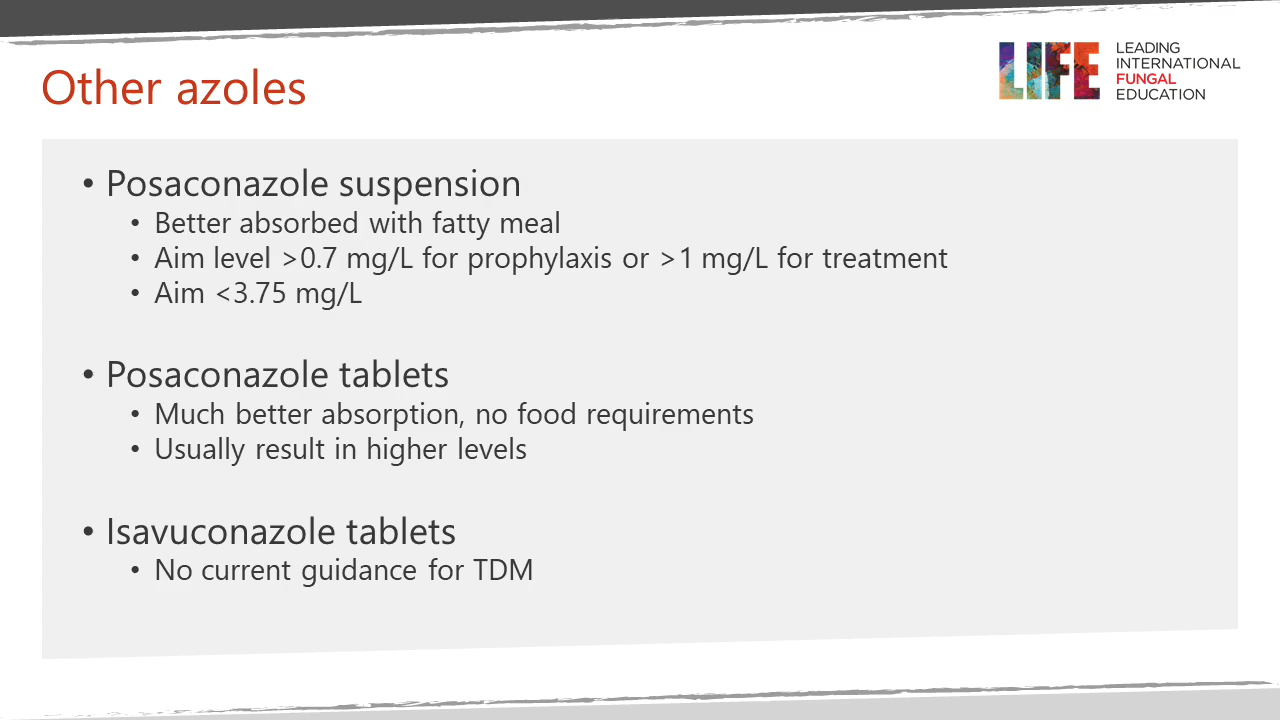 Other azoles
LIFE
LEADING
INTERNATIONAL
FUNGAL
EDUCATION
• Posaconazole suspension
• Better absorbed with fatty meal
• Aim level >0.7 mg/L for prophylaxis or >1 mg/L for treatment
• Aim <3.75 mg/L
• Posaconazole tablets
• Much better absorption, no food requirements
• Usually result in higher levels
• Isavuconazole tablets
• No current guidance for TDM